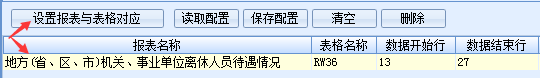 设置报表与表格对应 读取配置 保存配置 清空 删除
报表名称 表格名称 数据开始行 数据结束行
地方(省、区、市)机关、事业单位离休人员待遇情况 RW36 13 27